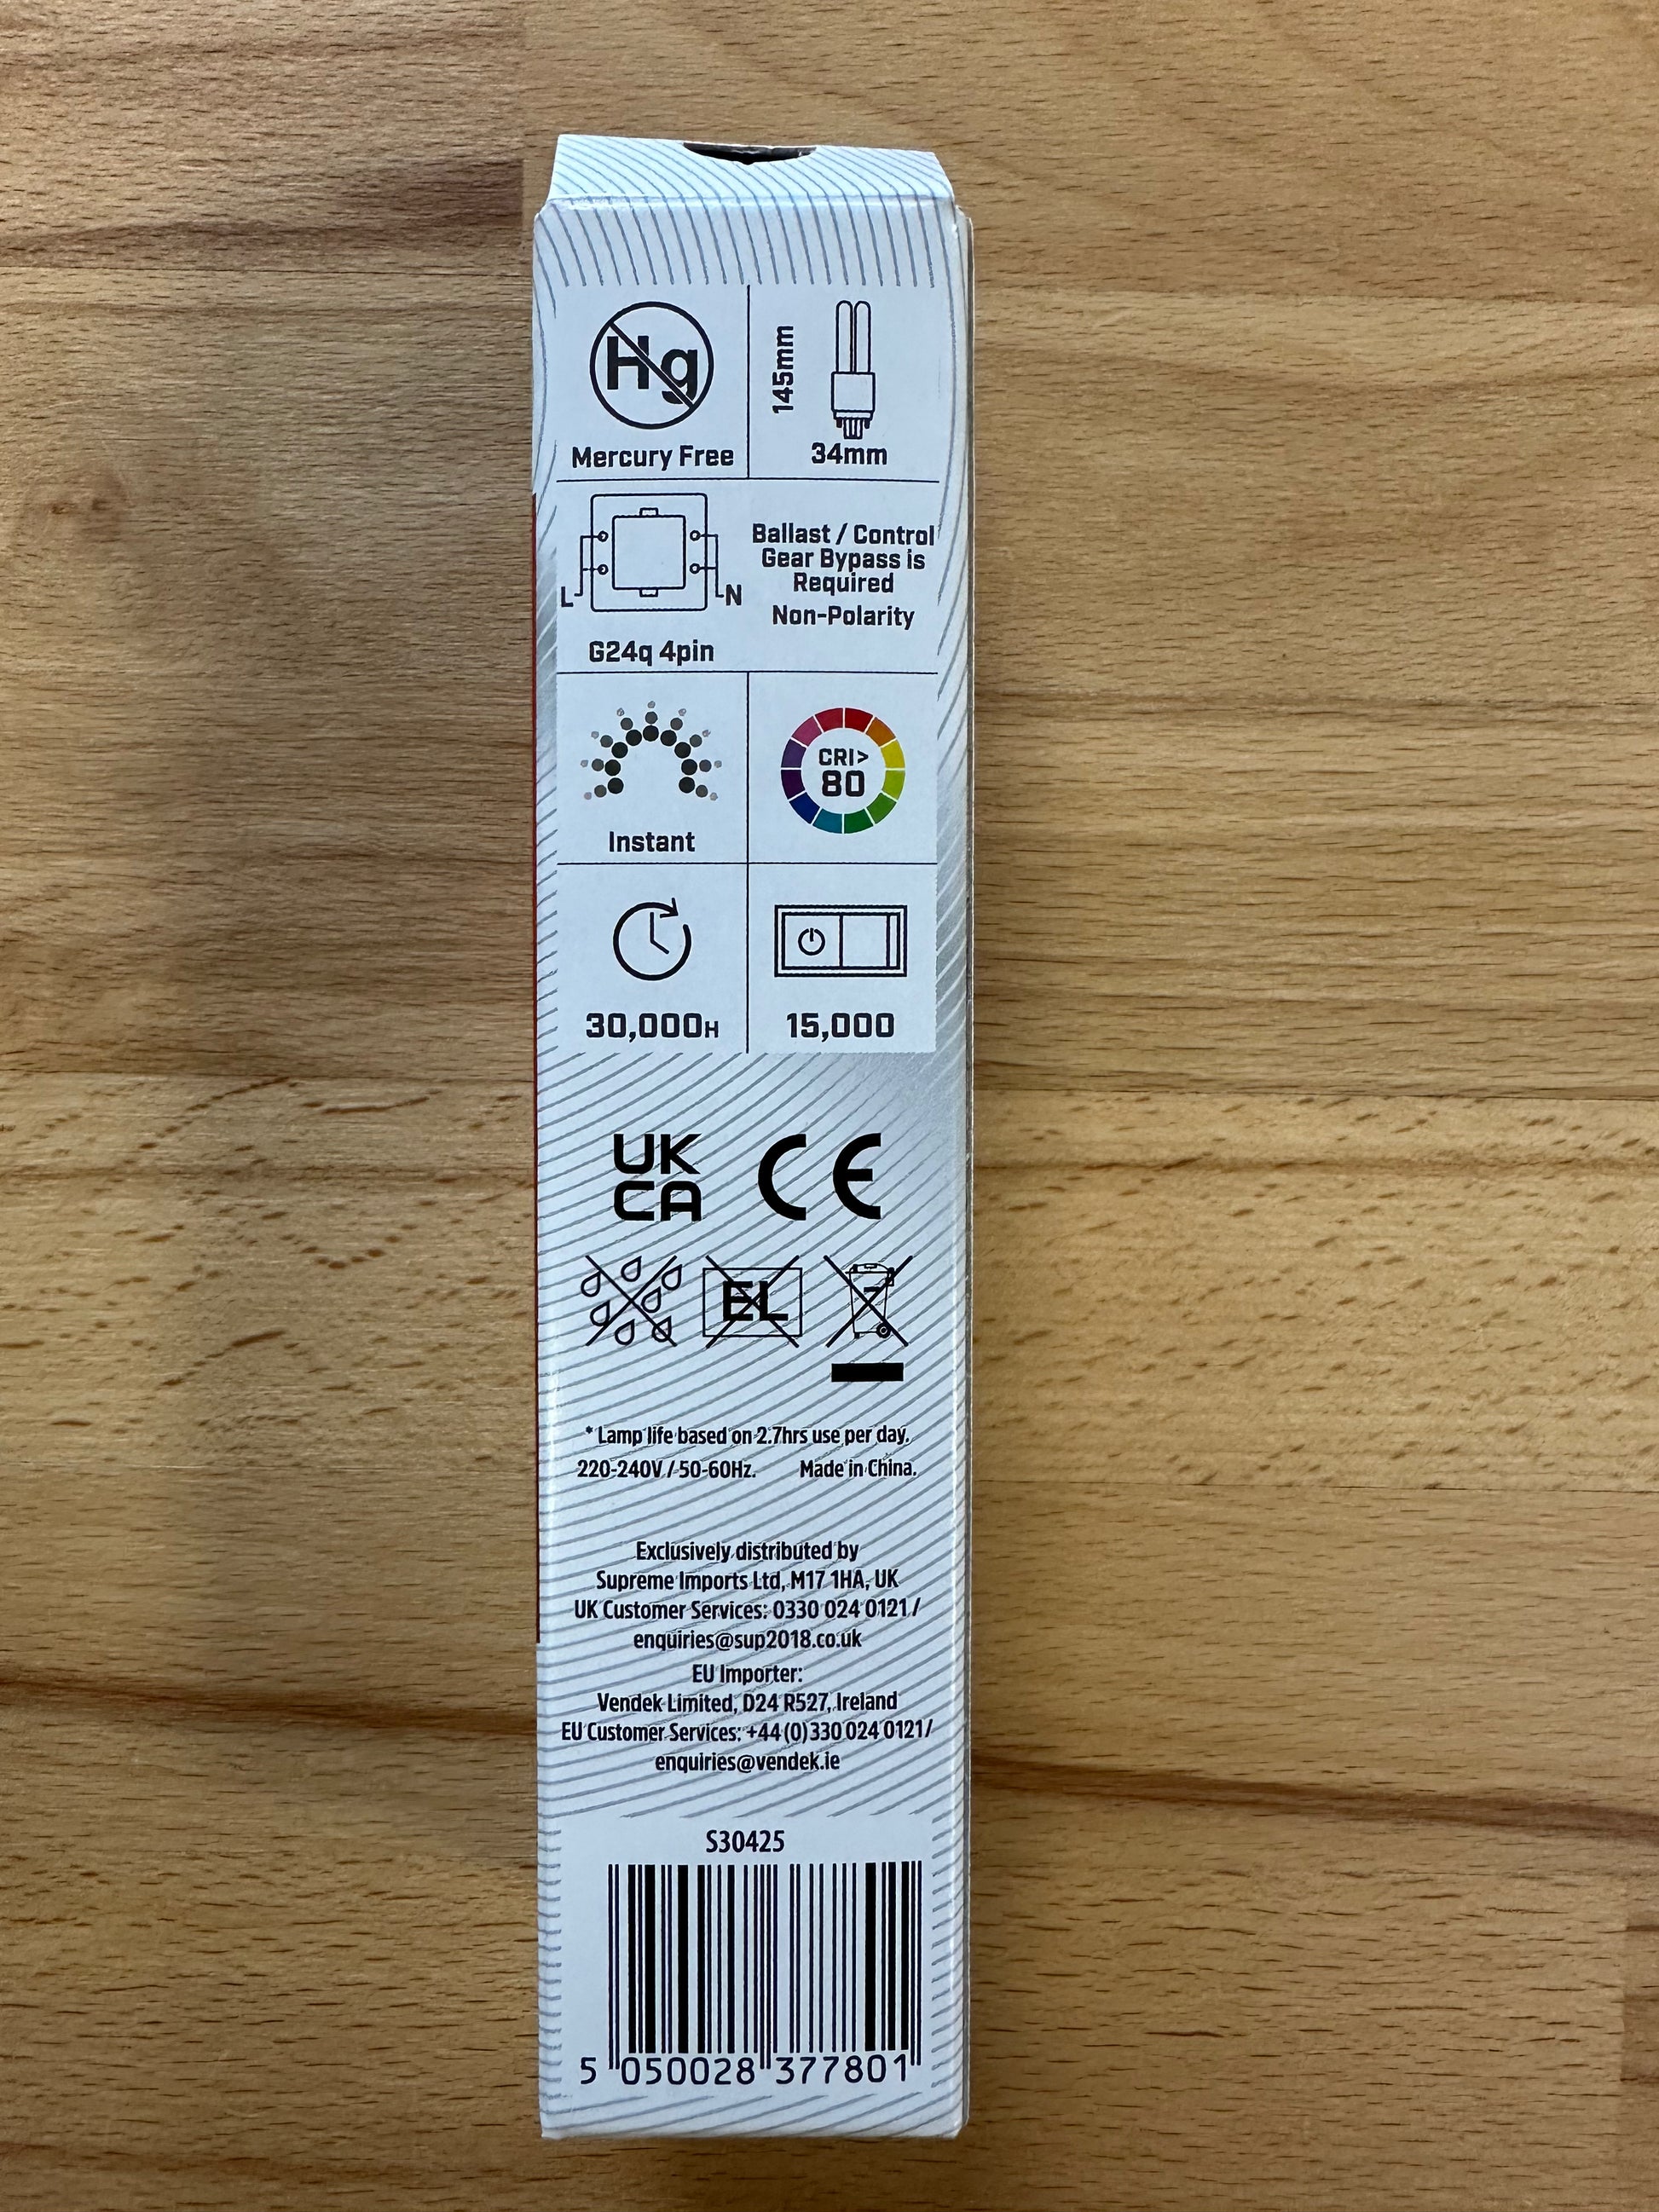 Hg
145mm
Mercury Free
34mm
L
N
G24q 4pin
Ballast / Control
Gear Bypass is
Required
Non-Polarity
Instant
CRI>
80
30,000H
15,000
UK
CA
CE
EL
* Lamp life based on 2.7hrs use per day.
220-240V / 50-60Hz. Made in China.
Exclusively distributed by
Supreme Imports Ltd, M17 1HA, UK
UK Customer Services: 0330 024 0121 /
enquiries@sup2018.co.uk
EU Importer:
Vendek Limited, D24 R527, Ireland
EU Customer Services: +44 (0) 330 024 0121 /
enquiries@vendek.ie
S30425
5 050028 377801